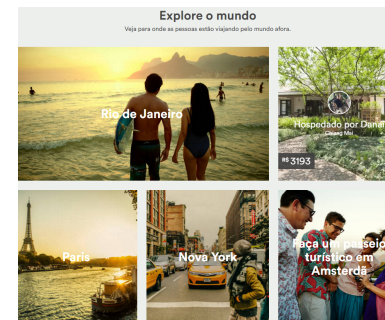 Explore o mundo
Veja para onde as pessoas estão viajando pelo mundo afora.
Rio de Janeiro
Hospedado por Danai
Chiang Mai
R$ 3193
Paris
Nova York
Faça um passeio
turístico em
Amsterdã